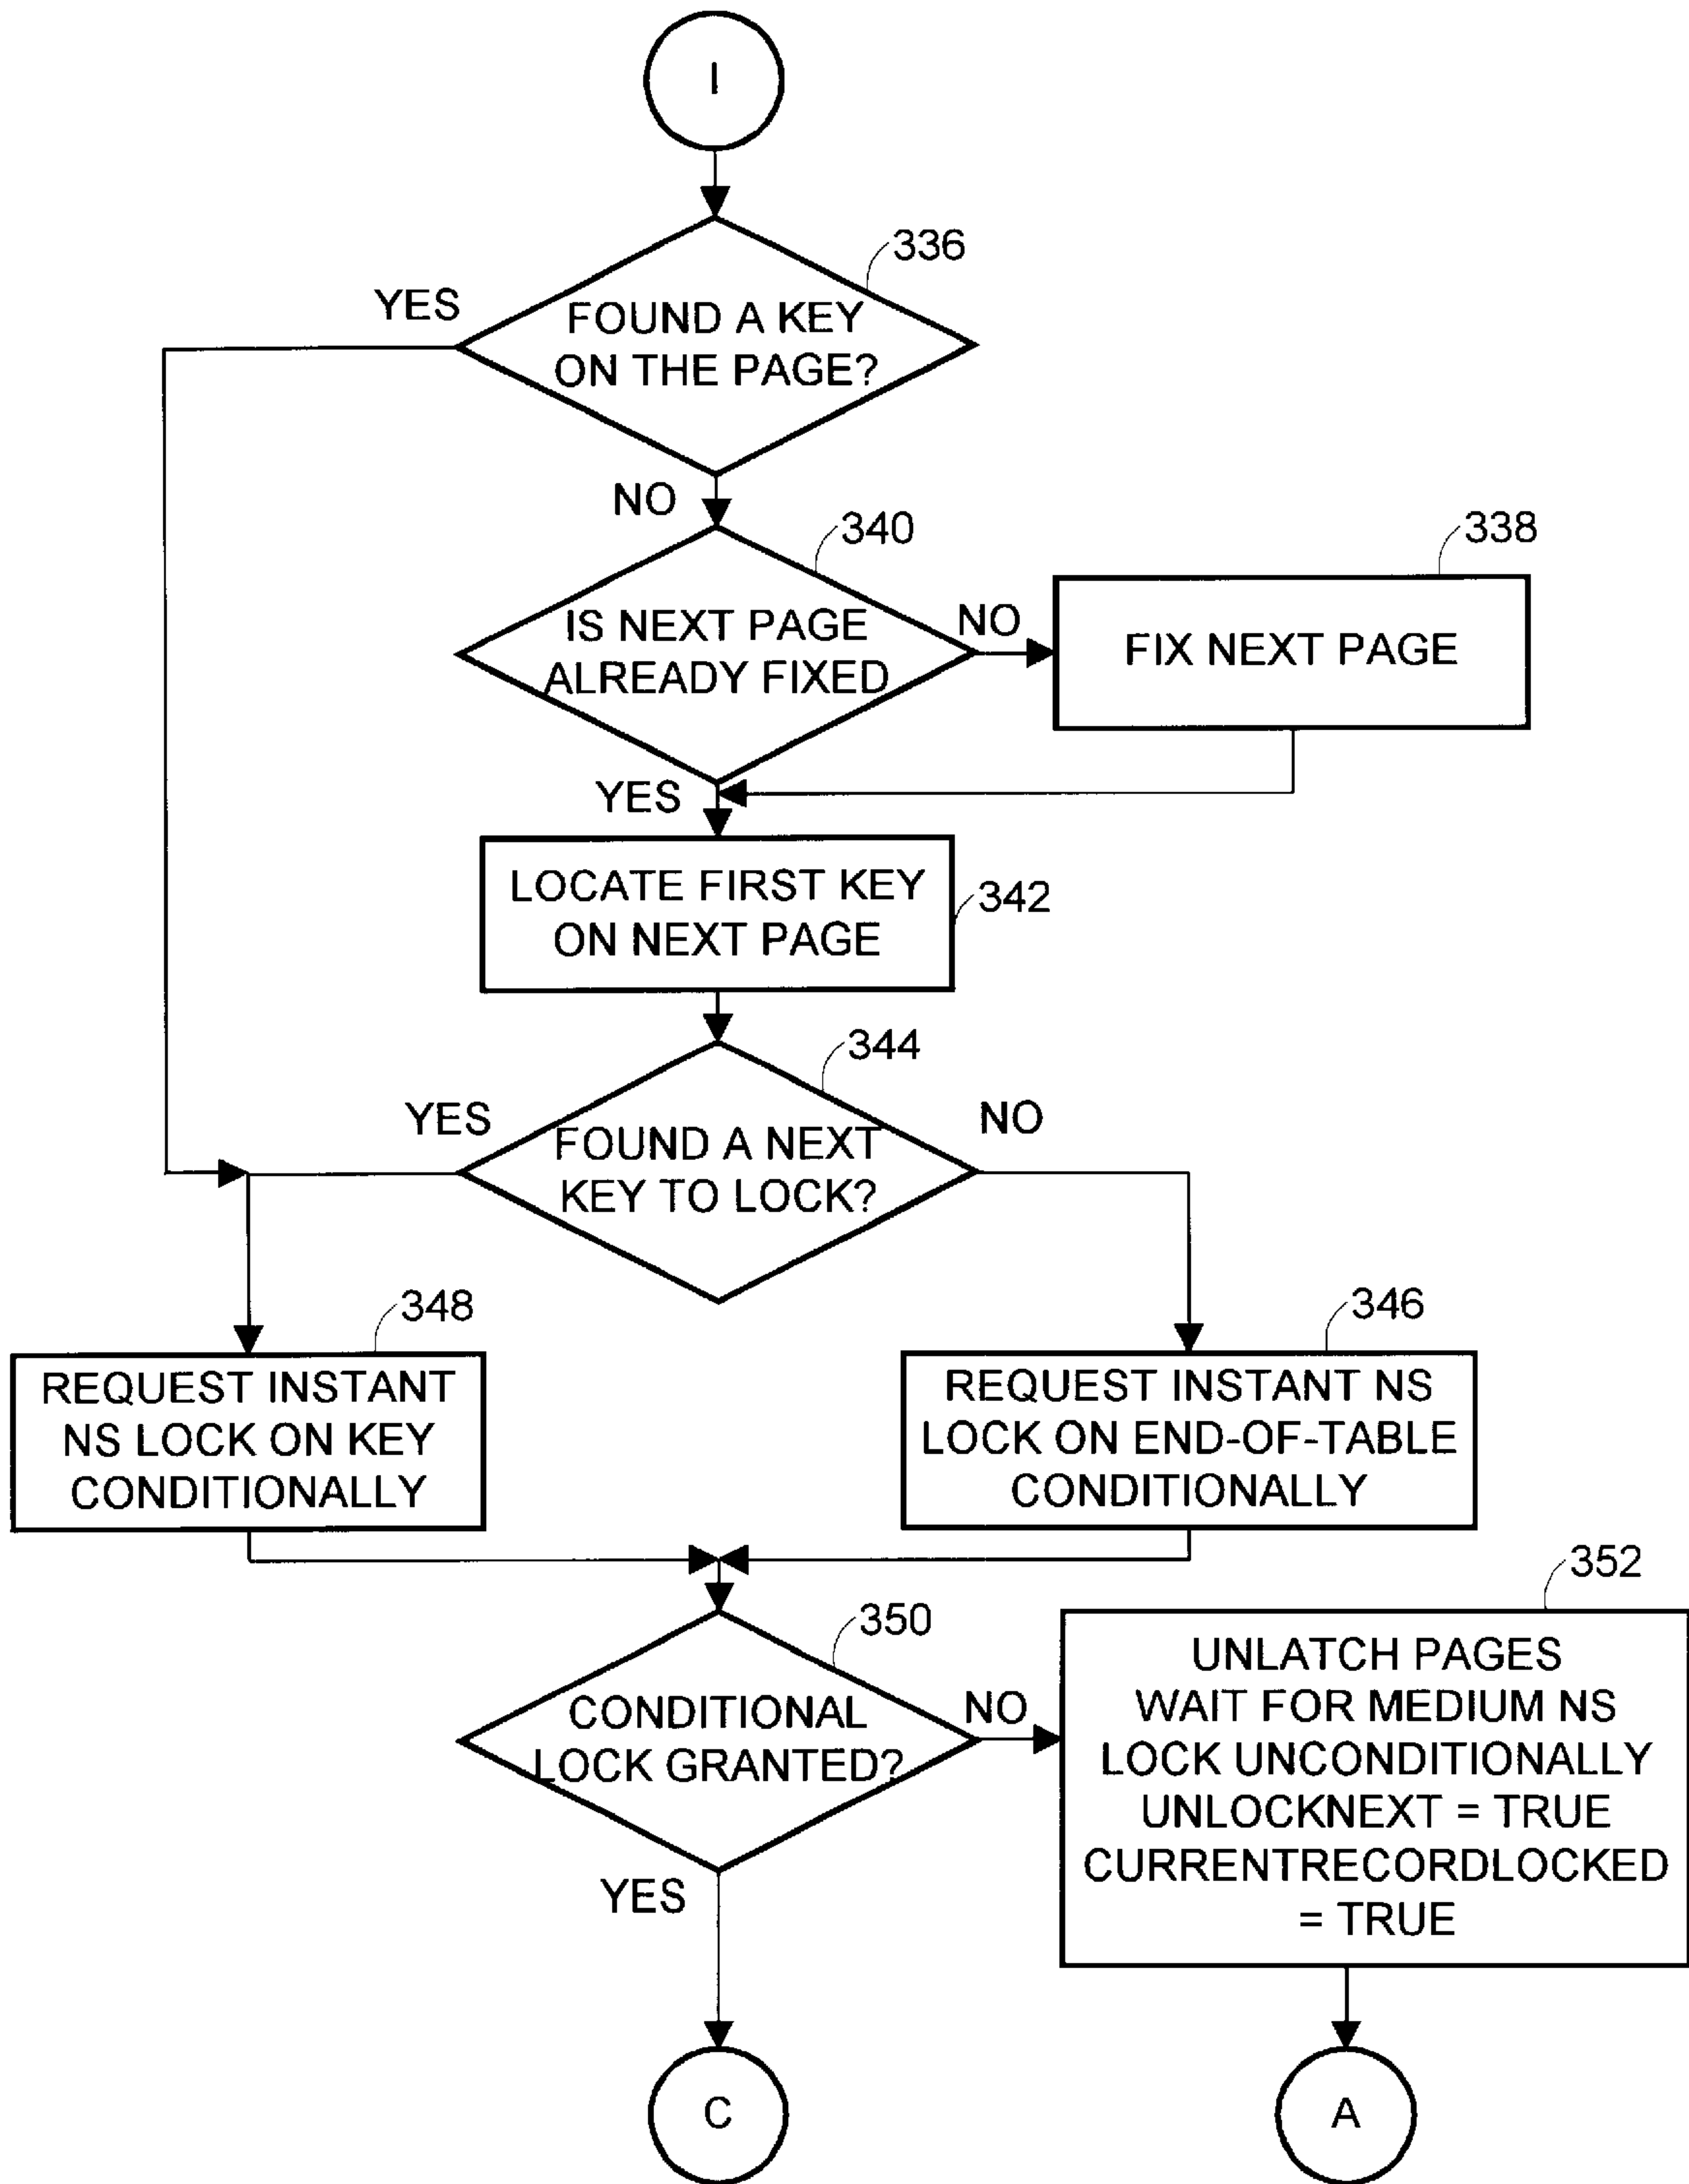 I
336
YES
FOUND A KEY
ON THE PAGE?
NO
340
338
IS NEXT PAGE
ALREADY FIXED
NO
FIX NEXT PAGE
YES
LOCATE FIRST KEY
ON NEXT PAGE
342
344
YES
NO
FOUND A NEXT
KEY TO LOCK?
348
346
REQUEST INSTANT
NS LOCK ON KEY
CONDITIONALLY
REQUEST INSTANT NS
LOCK ON END-OF-TABLE
CONDITIONALLY
352
350
CONDITIONAL
LOCK GRANTED?
NO
UNLATCH PAGES
WAIT FOR MEDIUM NS
LOCK UNCONDITIONALLY
UNLOCKNEXT = TRUE
CURRENTRECORDLOCKED
= TRUE
YES
C
A